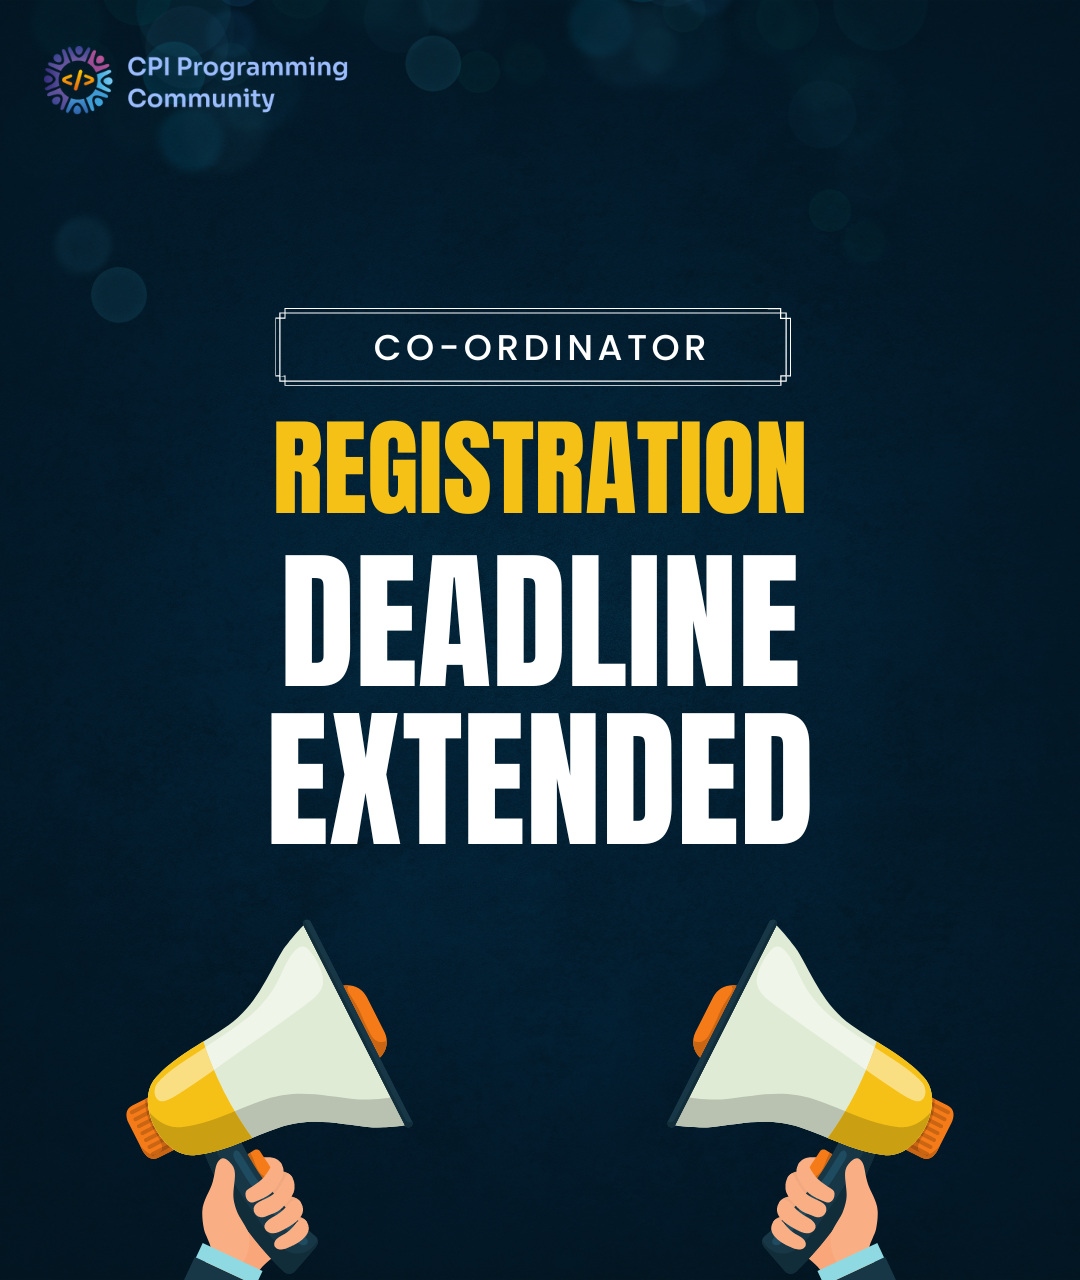 </>
CPI Programming
Community
CO-ORDINATOR
REGISTRATION
DEADLINE
EXTENDED